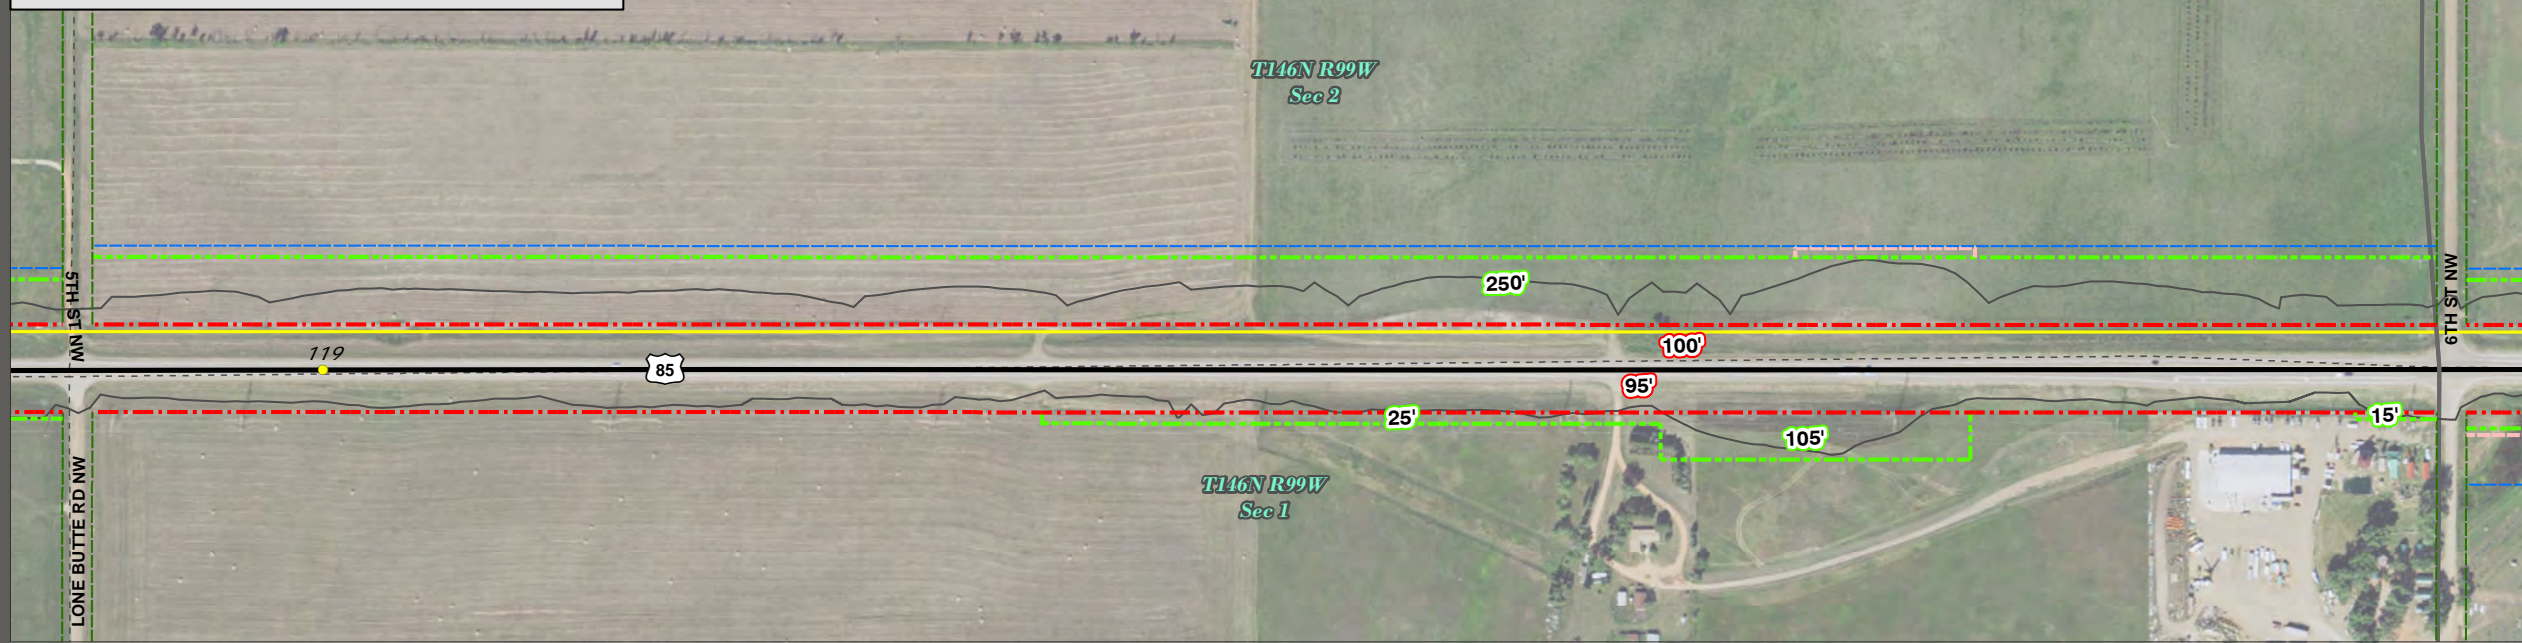 T146N R99W
Sec 2
5TH ST NW
250'
6TH ST NW
119
100'
85
95'
25'
15'
105'
LONE BUTTE RD NW
T146N R99W
Sec 1